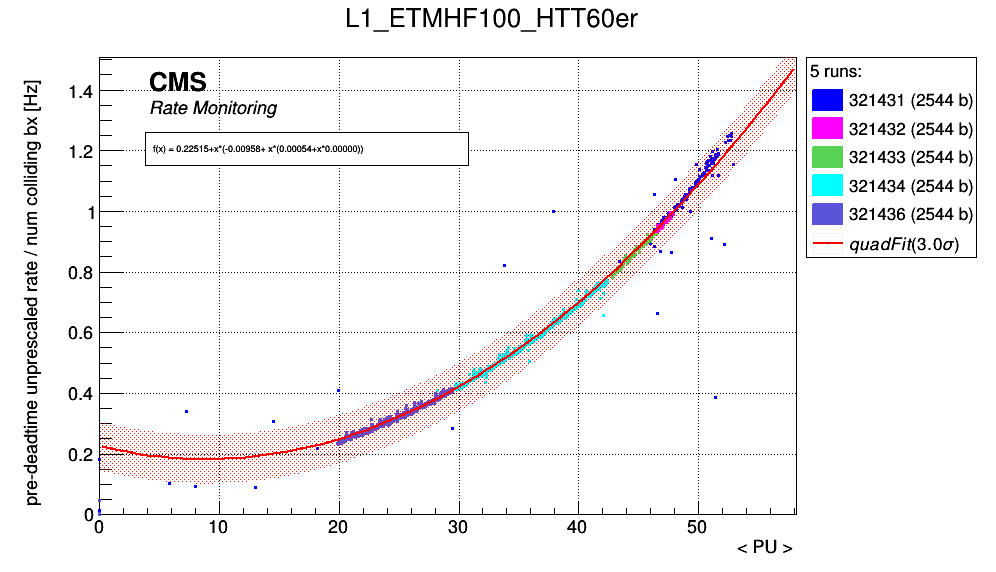 L1_ETMHF100_HTT60er
pre-deadtime unprescaled rate / num colliding bx [Hz]
CMS
Rate Monitoring
f(x) = 0.22515+x*(-0.00958+ x*(0.00054+x*0.00000))
1.4
1.2
1
0.8
0.6
0.4
0.2
0
0 10 20 30 40 50
< PU >
5 runs:
321431 (2544 b)
321432 (2544 b)
321433 (2544 b)
321434 (2544 b)
321436 (2544 b)
quadFit(3.0σ)